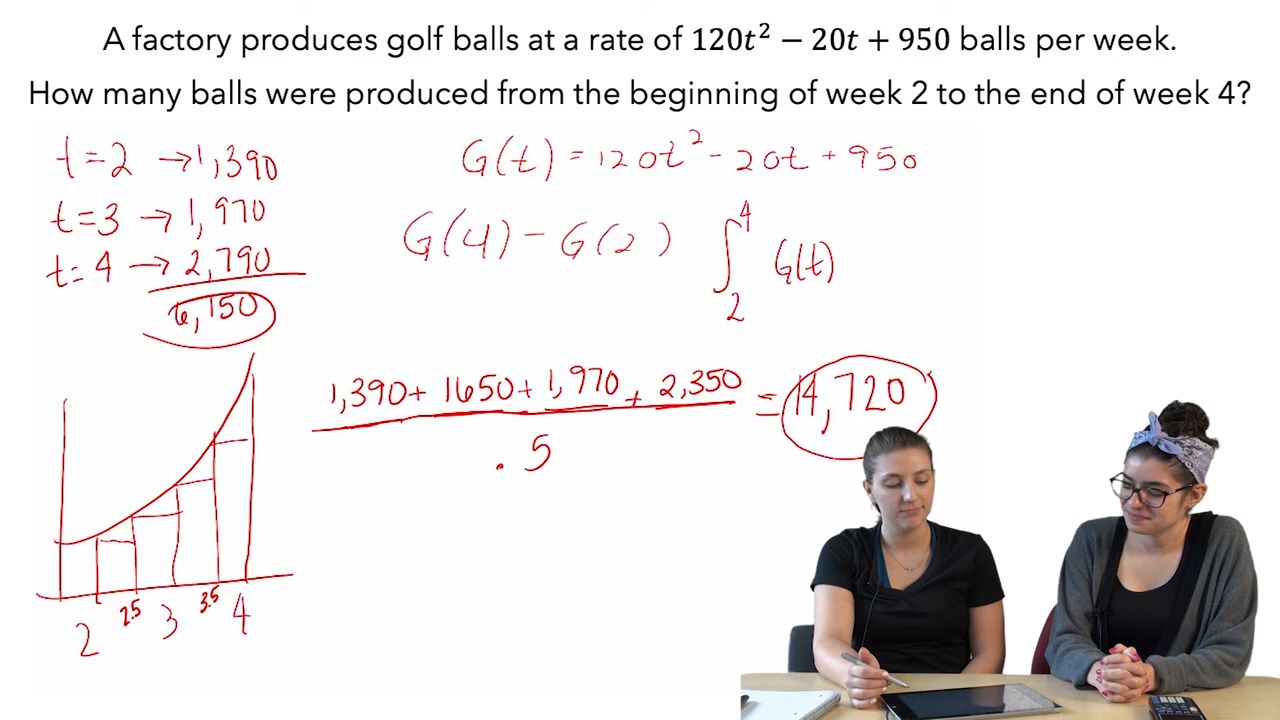 A factory produces golf balls at a rate of 120t² − 20t + 950 balls per week.
How many balls were produced from the beginning of week 2 to the end of week 4?
t=2 → 1,390
t=3 → 1,970
t=4 → 2,790
6,150
G(t) = 120t² - 20t + 950
G(4) - G(2) ∫₂⁴ G(t)
1,390+ 1650+ 1,970 + 2,350 = 14,720
.5
2 2.5 3 3.5 4